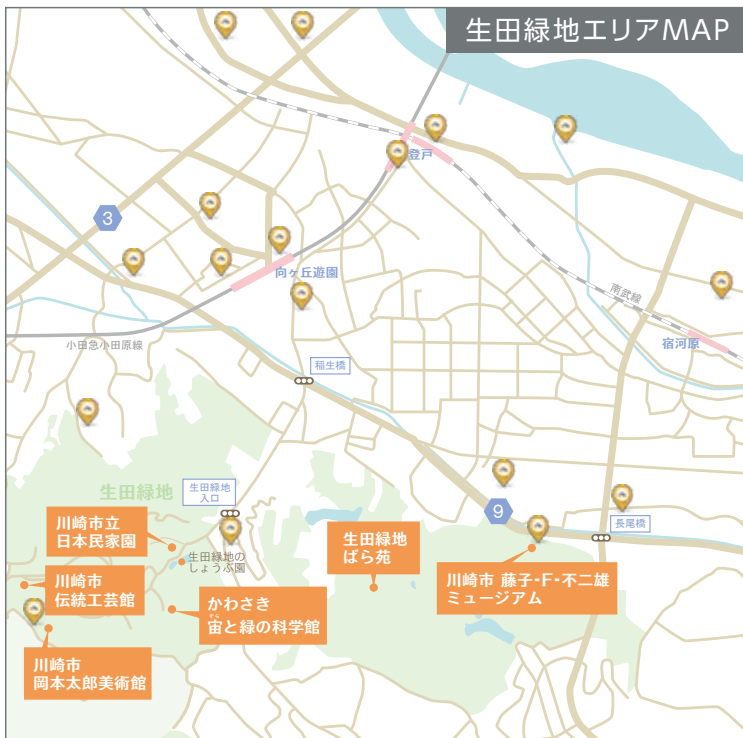 生田緑地エリアMAP
登戸
3
向ヶ丘遊園
南武線
宿河原
小田急小田原線
稲生橋
生田緑地
生田緑地
入口
9
長尾橋
川崎市立
日本民家園
生田緑地の
しょうぶ園
生田緑地
ばら苑
川崎市 藤子・F・不二雄
ミュージアム
川崎市
伝統工芸館
かわさき
そら
宙と緑の科学館
川崎市
岡本太郎美術館